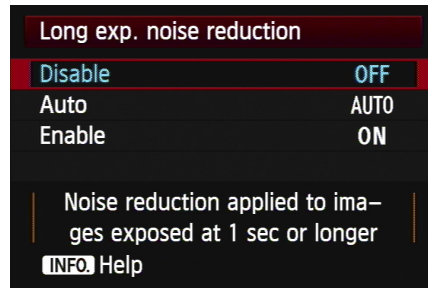 Long exp. noise reduction
Disable OFF
Auto AUTO
Enable ON
Noise reduction applied to ima–
ges exposed at 1 sec or longer
INFO. Help